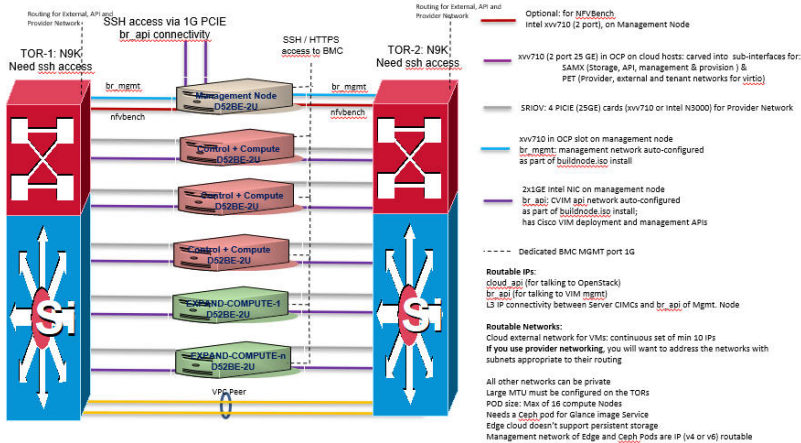 Routing for External, API and
Provider Network
SSH access via 1G PCIE
br_api connectivity
SSH / HTTPS
access to BMC
Routing for External, API and
Provider Network
TOR-1: N9K
Need ssh access
TOR-2: N9K
Need ssh access
br_mgmt
nfvbench
Management Node
D52BE-2U
br_mgmt
nfvbench
Control + Compute
D52BE-2U
Control + Compute
D52BE-2U
Control + Compute
D52BE-2U
EXPAND-COMPUTE-1
D52BE-2U
EXPAND-COMPUTE-n
D52BE-2U
Si
Si
VPC Peer
Optional: for NFVBench
Intel xvv710 (2 port), on Management Node
xvv710 (2 port 25 GE) in OCP on cloud hosts: carved into sub-interfaces for:
SAMX (Storage, API, management & provision ) &
PET (Provider, external and tenant networks for virtio)
SRIOV: 4 PCIE (25GE) cards (xvv710 or Intel N3000) for Provider Network
xvv710 in OCP slot on management node
br_mgmt: management network auto-configured
as part of buildnode.iso install
2x1GE Intel NIC on management node
br_api: CVIM api network auto-configured
as part of buildnode.iso install;
has Cisco VIM deployment and management APIs
Dedicated BMC MGMT port 1G
Routable IPs:
cloud_api (for talking to OpenStack)
br_api (for talking to VIM mgmt)
L3 IP connectivity between Server CIMCs and br_api of Mgmt. Node
Routable Networks:
Cloud external network for VMs: continuous set of min 10 IPs
If you use provider networking, you will want to address the networks with
subnets appropriate to their routing
All other networks can be private
Large MTU must be configured on the TORs
POD size: Max of 16 compute Nodes
Needs a Ceph pod for Glance image Service
Edge cloud doesn't support persistent storage
Management network of Edge and Ceph Pods are IP (v4 or v6) routable